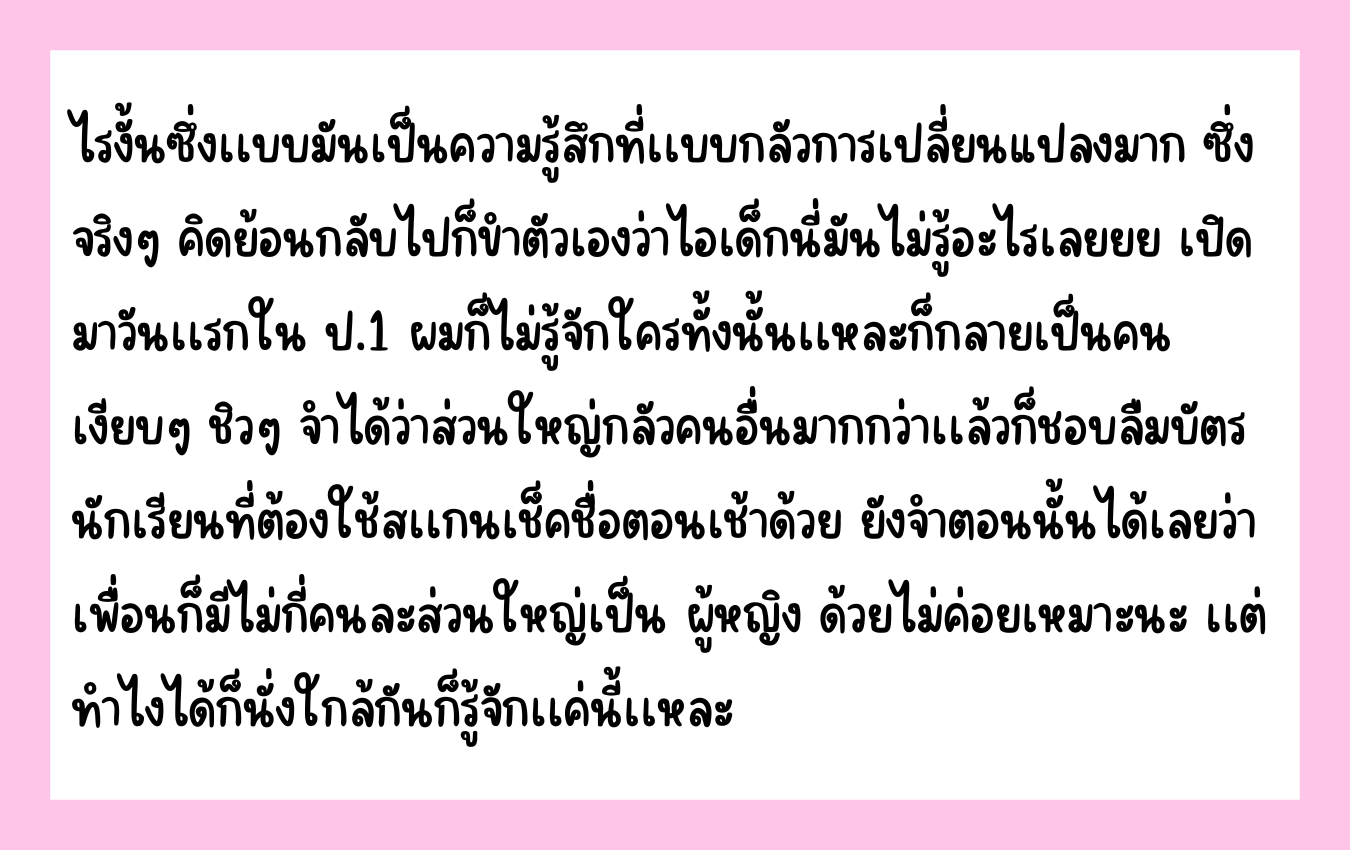 ไรงั้นซึ่งแบบมันเป็นความรู้สึกที่แบบกลัวการเปลี่ยนแปลงมาก ซึ่ง
จริงๆ คิดย้อนกลับไปก็ขำตัวเองว่าไอเด็กนี่มันไม่รู้อะไรเลยยย เปิด
มาวันแรกใน ป.1 ผมก็ไม่รู้จักใครทั้งนั้นแหละก็กลายเป็นคน
เงียบๆ ชิวๆ จำได้ว่าส่วนใหญ่กลัวคนอื่นมากกว่าแล้วก็ชอบลืมบัตร
นักเรียนที่ต้องใช้สแกนเช็คชื่อตอนเช้าด้วย ยังจำตอนนั้นได้เลยว่า
เพื่อนก็มีไม่กี่คนละส่วนใหญ่เป็น ผู้หญิง ด้วยไม่ค่อยเหมาะนะ แต่
ทำไงได้ก็นั่งใกล้กันก็รู้จักแค่นี้แหละ